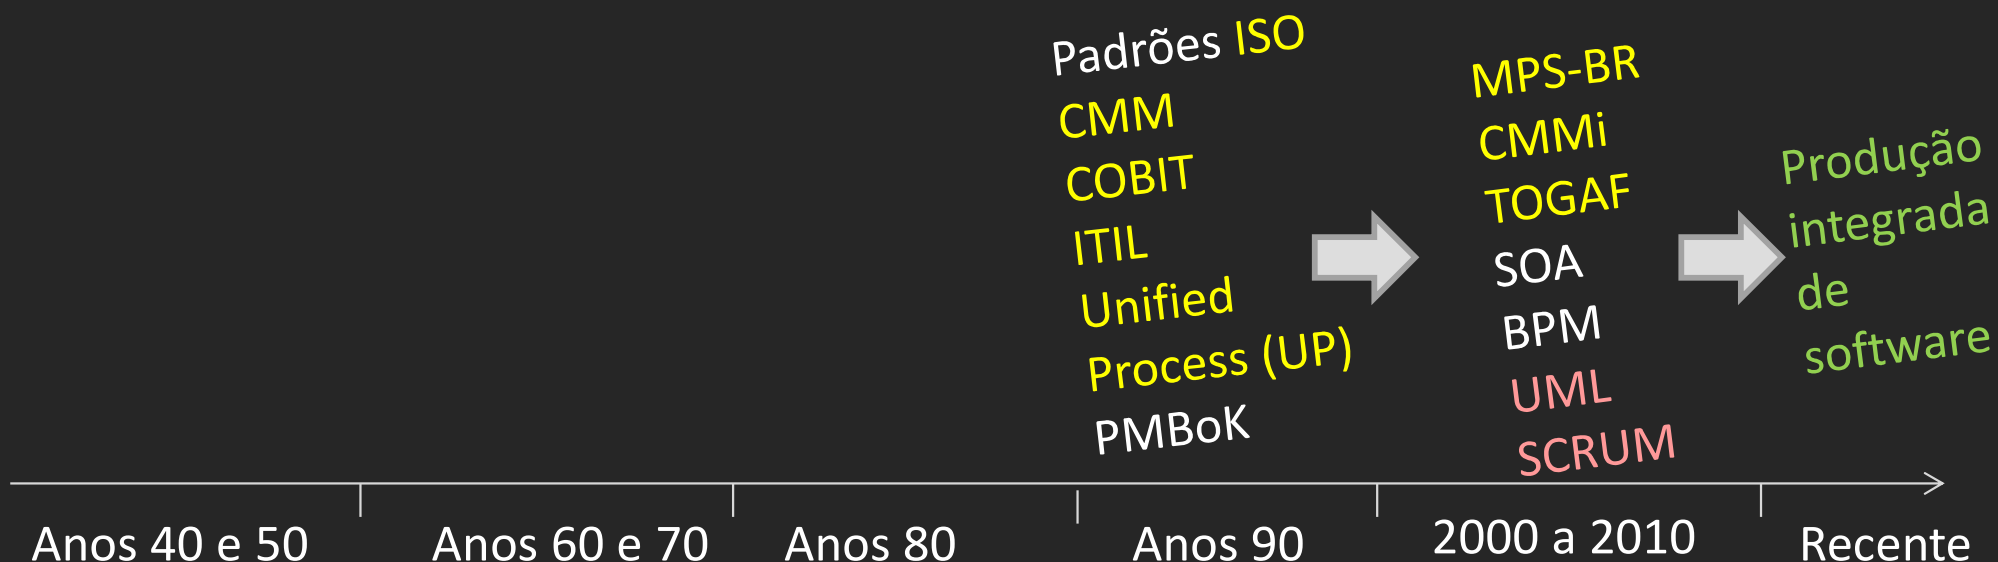 Padrões ISO
CMM
COBIT
ITIL
Unified
Process (UP)
PMBoK
MPS-BR
CMMi
TOGAF
SOA
BPM
UML
SCRUM
Produção
integrada
de
software
Anos 40 e 50
Anos 60 e 70
Anos 80
Anos 90
2000 a 2010
Recente